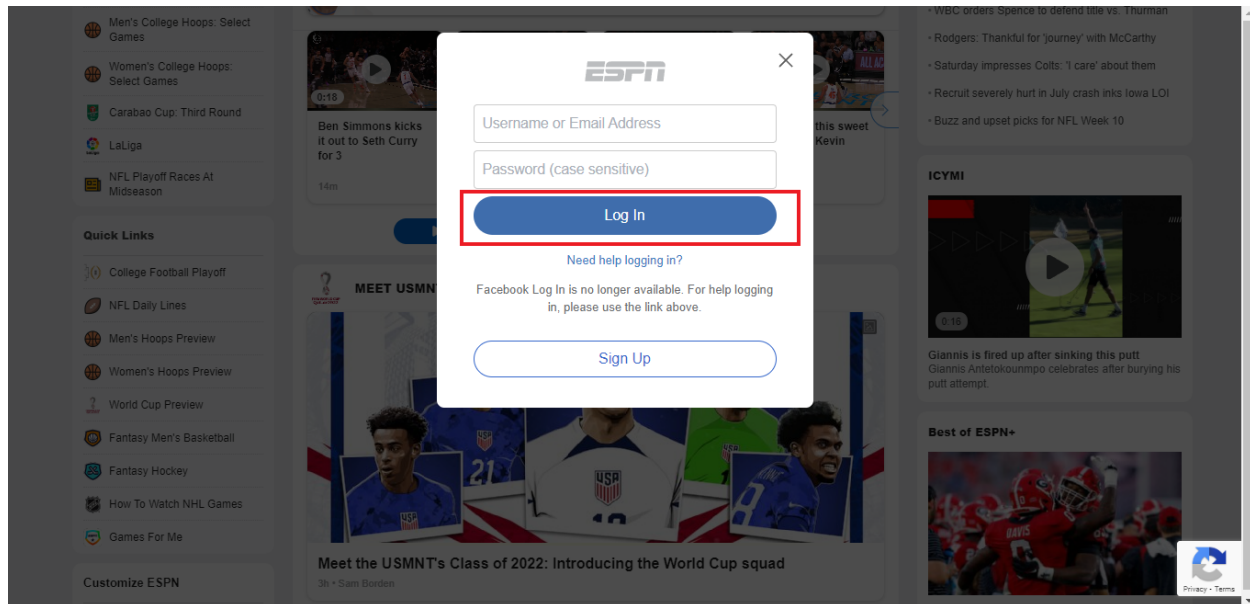 Men's College Hoops: Select
Games
Women's College Hoops:
Select Games
Carabao Cup: Third Round
LaLiga
NFL Playoff Races At
Midseason
Quick Links
College Football Playoff
NFL Daily Lines
Men's Hoops Preview
Women's Hoops Preview
World Cup Preview
Fantasy Men's Basketball
Fantasy Hockey
How To Watch NHL Games
Games For Me
Customize ESPN
0:18
Ben Simmons kicks
it out to Seth Curry
for 3
14m
this sweet
Kevin
MEET USMN
21
USA
USA
Meet the USMNT's Class of 2022: Introducing the World Cup squad
3h • Sam Borden
ESPN
Username or Email Address
Password (case sensitive)
Log In
Need help logging in?
Facebook Log In is no longer available. For help logging
in, please use the link above.
Sign Up
• WBC orders Spence to defend title vs. Thurman
• Rodgers: Thankful for 'journey' with McCarthy
• Saturday impresses Colts: 'I care' about them
• Recruit severely hurt in July crash inks Iowa LOI
• Buzz and upset picks for NFL Week 10
ICYMI
0:18
Giannis is fired up after sinking this putt
Giannis Antetokounmpo celebrates after burying his
putt attempt.
Best of ESPN+
DAVIS
Privacy - Terms